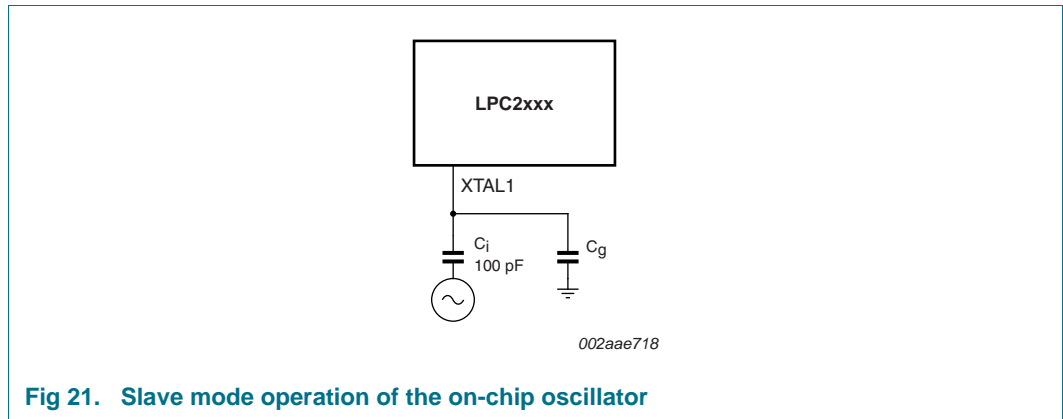 LPC2xxx
XTAL1
Ci
100 pF
Cg
002aae718
Fig 21. Slave mode operation of the on-chip oscillator